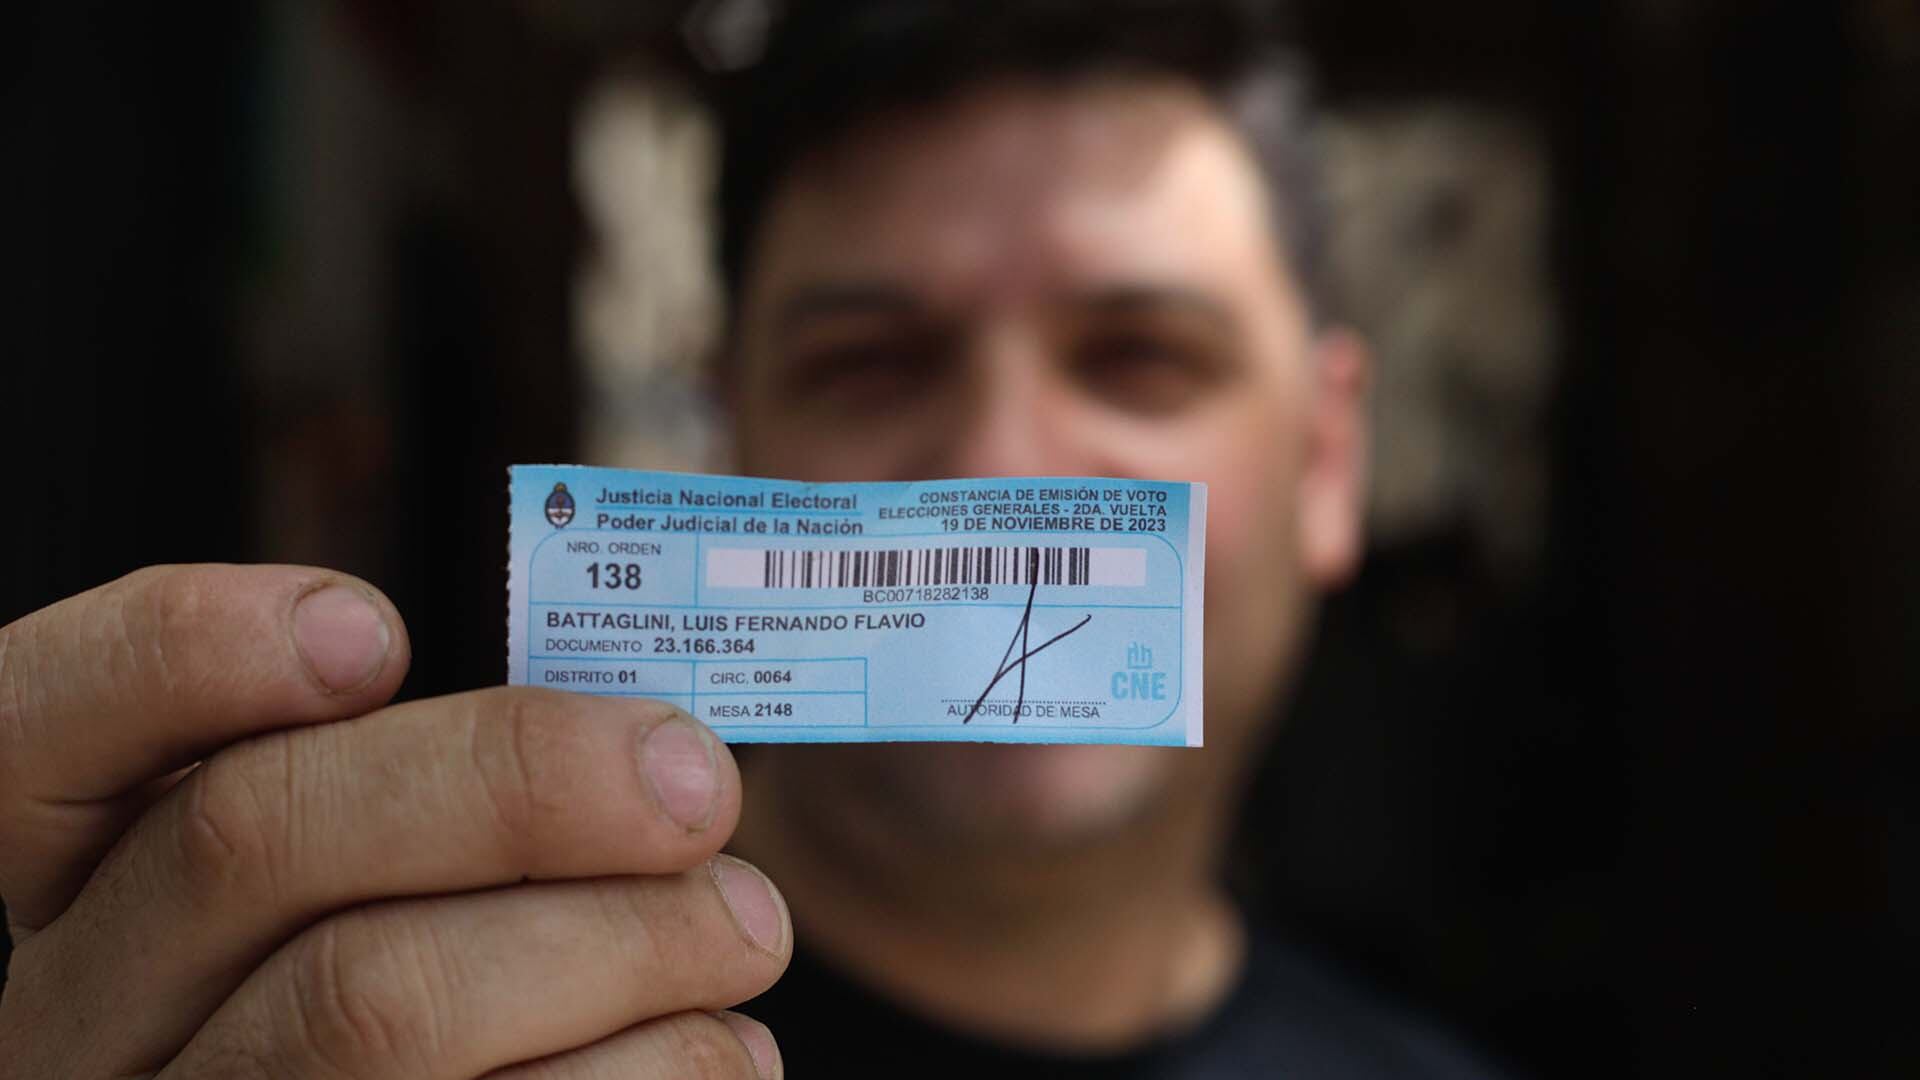 Justicia Nacional Electoral
Poder Judicial de la Nación
CONSTANCIA DE EMISIÓN DE VOTO
ELECCIONES GENERALES - 2DA. VUELTA
19 DE NOVIEMBRE DE 2023
NRO. ORDEN
138
BC00718282138
BATTAGLINI, LUIS FERNANDO FLAVIO
DOCUMENTO 23.166.364
DISTRITO 01
CIRC. 0064
MESA 2148
AUTORIDAD DE MESA
CNE